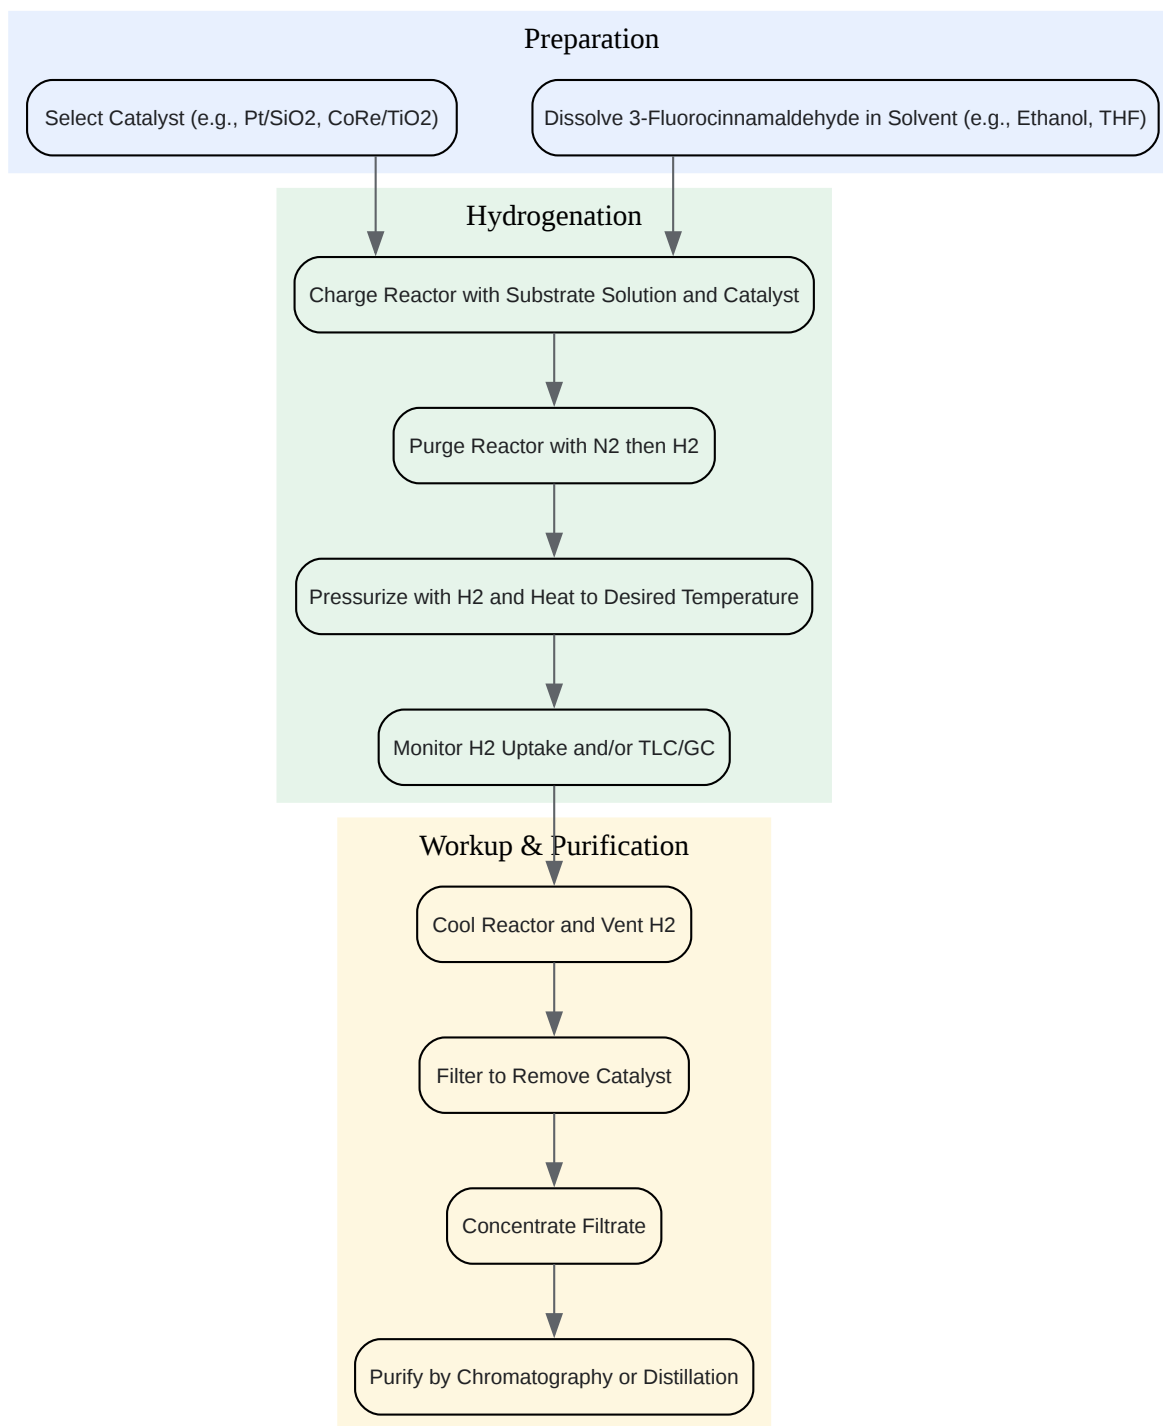 Preparation
Select Catalyst (e.g., Pt/SiO2, CoRe/TiO2)
Dissolve 3-Fluorocinnamaldehyde in Solvent (e.g., Ethanol, THF)
Hydrogenation
Charge Reactor with Substrate Solution and Catalyst
Purge Reactor with N2 then H2
Pressurize with H2 and Heat to Desired Temperature
Monitor H2 Uptake and/or TLC/GC
Workup & Purification
Cool Reactor and Vent H2
Filter to Remove Catalyst
Concentrate Filtrate
Purify by Chromatography or Distillation